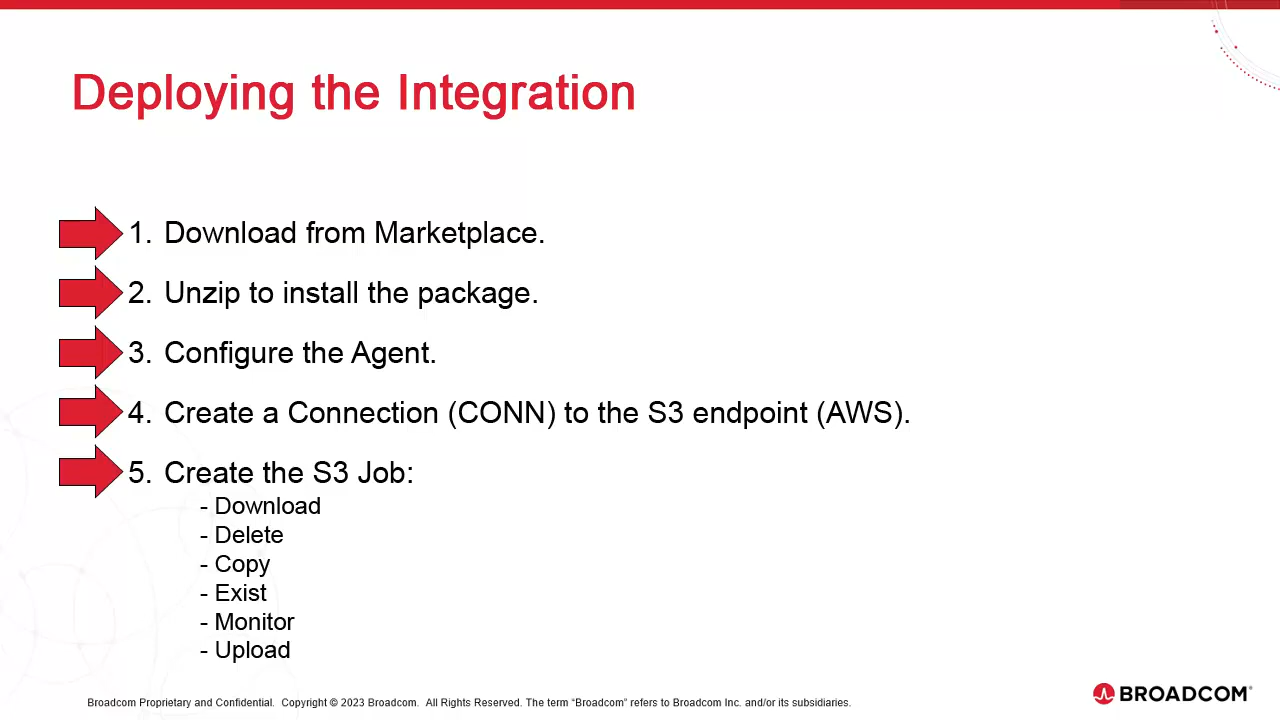 Deploying the Integration
1. Download from Marketplace.
2. Unzip to install the package.
3. Configure the Agent.
4. Create a Connection (CONN) to the S3 endpoint (AWS).
5. Create the S3 Job:
- Download
- Delete
- Copy
- Exist
- Monitor
- Upload
Broadcom Proprietary and Confidential. Copyright © 2023 Broadcom. All Rights Reserved. The term “Broadcom” refers to Broadcom Inc. and/or its subsidiaries.
BROADCOM®